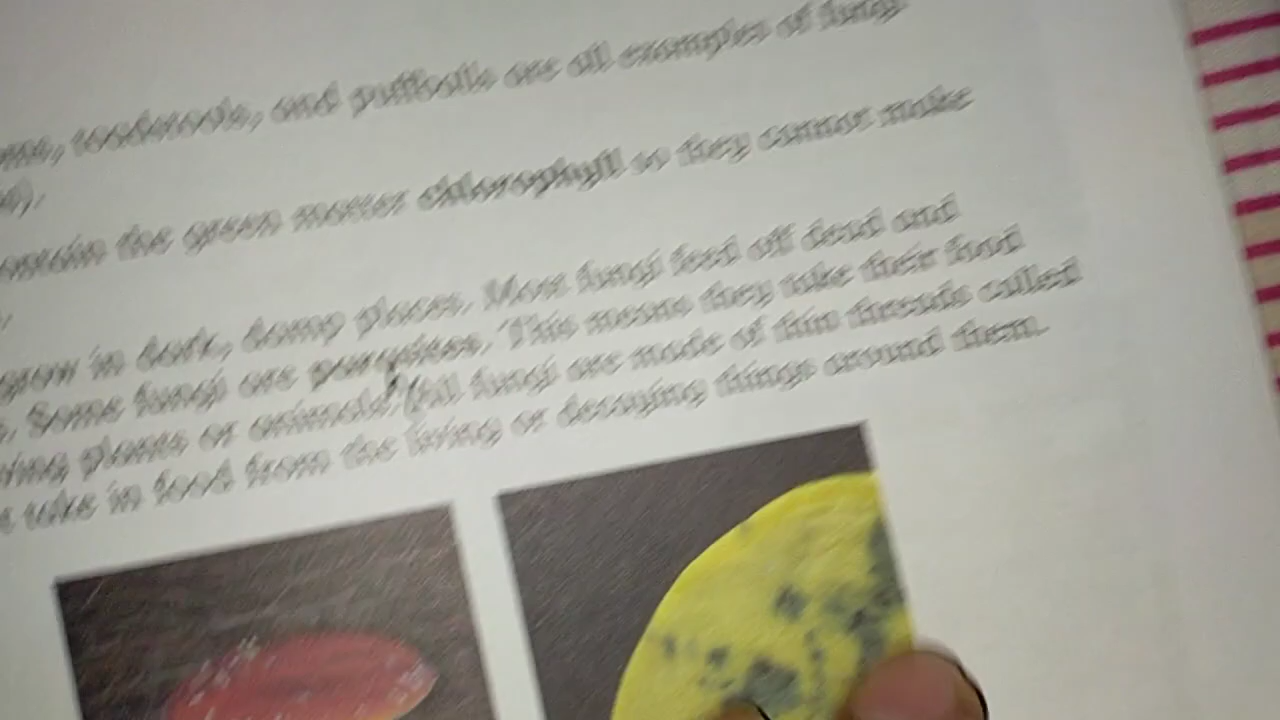 and puffballs are all examples of fungi.
the green matter chlorophyll so they cannot make
grow in dark, damp places. Most fungi feed off dead and
Some fungi are parasites. This means they take their food
plants or animals. All fungi are made of thin threads called
take in food from the living or decaying things around them.